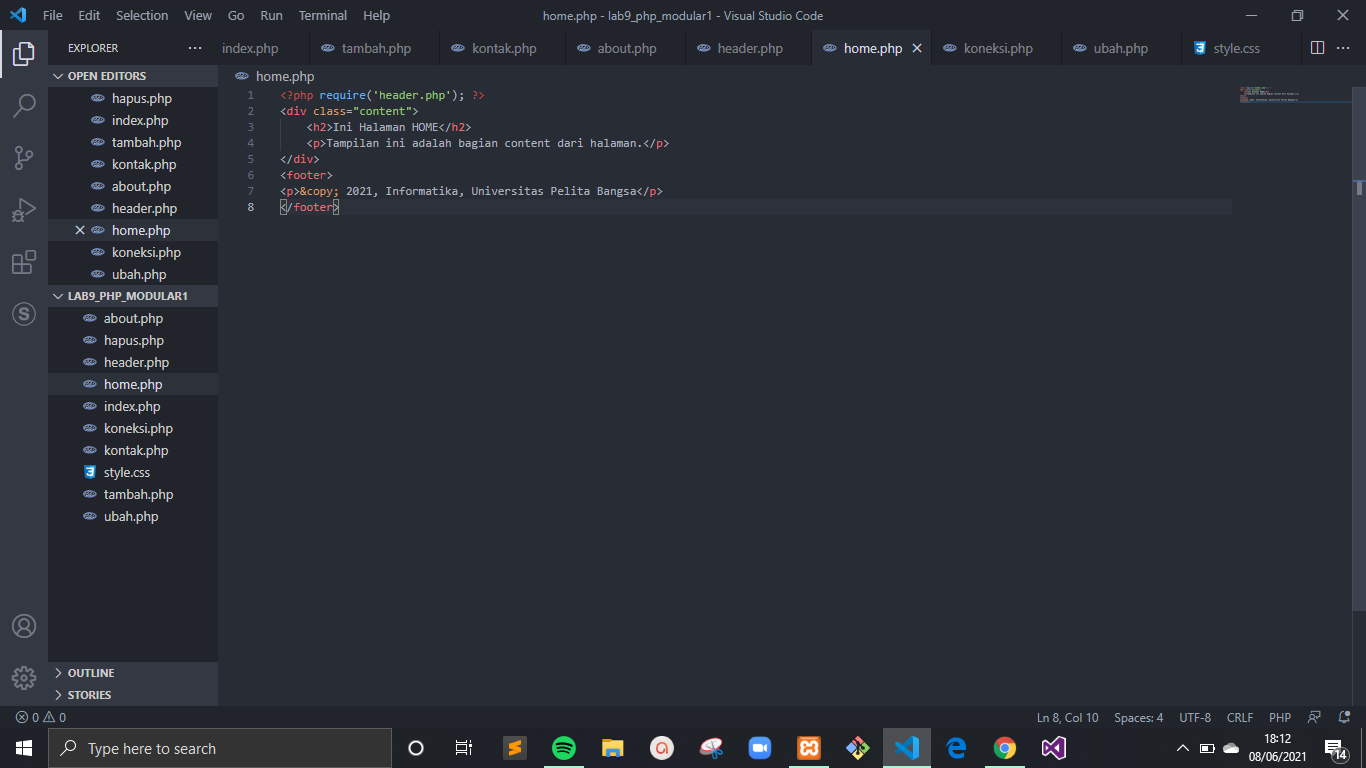 File Edit Selection View Go Run Terminal Help home.php - lab9_php_modular1 - Visual Studio Code
EXPLORER ... index.php tambah.php kontak.php about.php header.php home.php koneksi.php ubah.php style.css ...
OPEN EDITORS
hapus.php
index.php
tambah.php
kontak.php
about.php
header.php
home.php
koneksi.php
ubah.php
LAB9_PHP_MODULAR1
about.php
hapus.php
header.php
home.php
index.php
koneksi.php
kontak.php
style.css
tambah.php
ubah.php
OUTLINE
STORIES
home.php
1 <?php require('header.php'); ?>
2 <div class="content">
3 <h2>Ini Halaman HOME</h2>
4 <p>Tampilan ini adalah bagian content dari halaman.</p>
5 </div>
6 <footer>
7 <p>&copy; 2021, Informatika, Universitas Pelita Bangsa</p>
8 </footer>
0 0 Ln 8, Col 10 Spaces: 4 UTF-8 CRLF PHP
Type here to search
18:12
08/06/2021
14